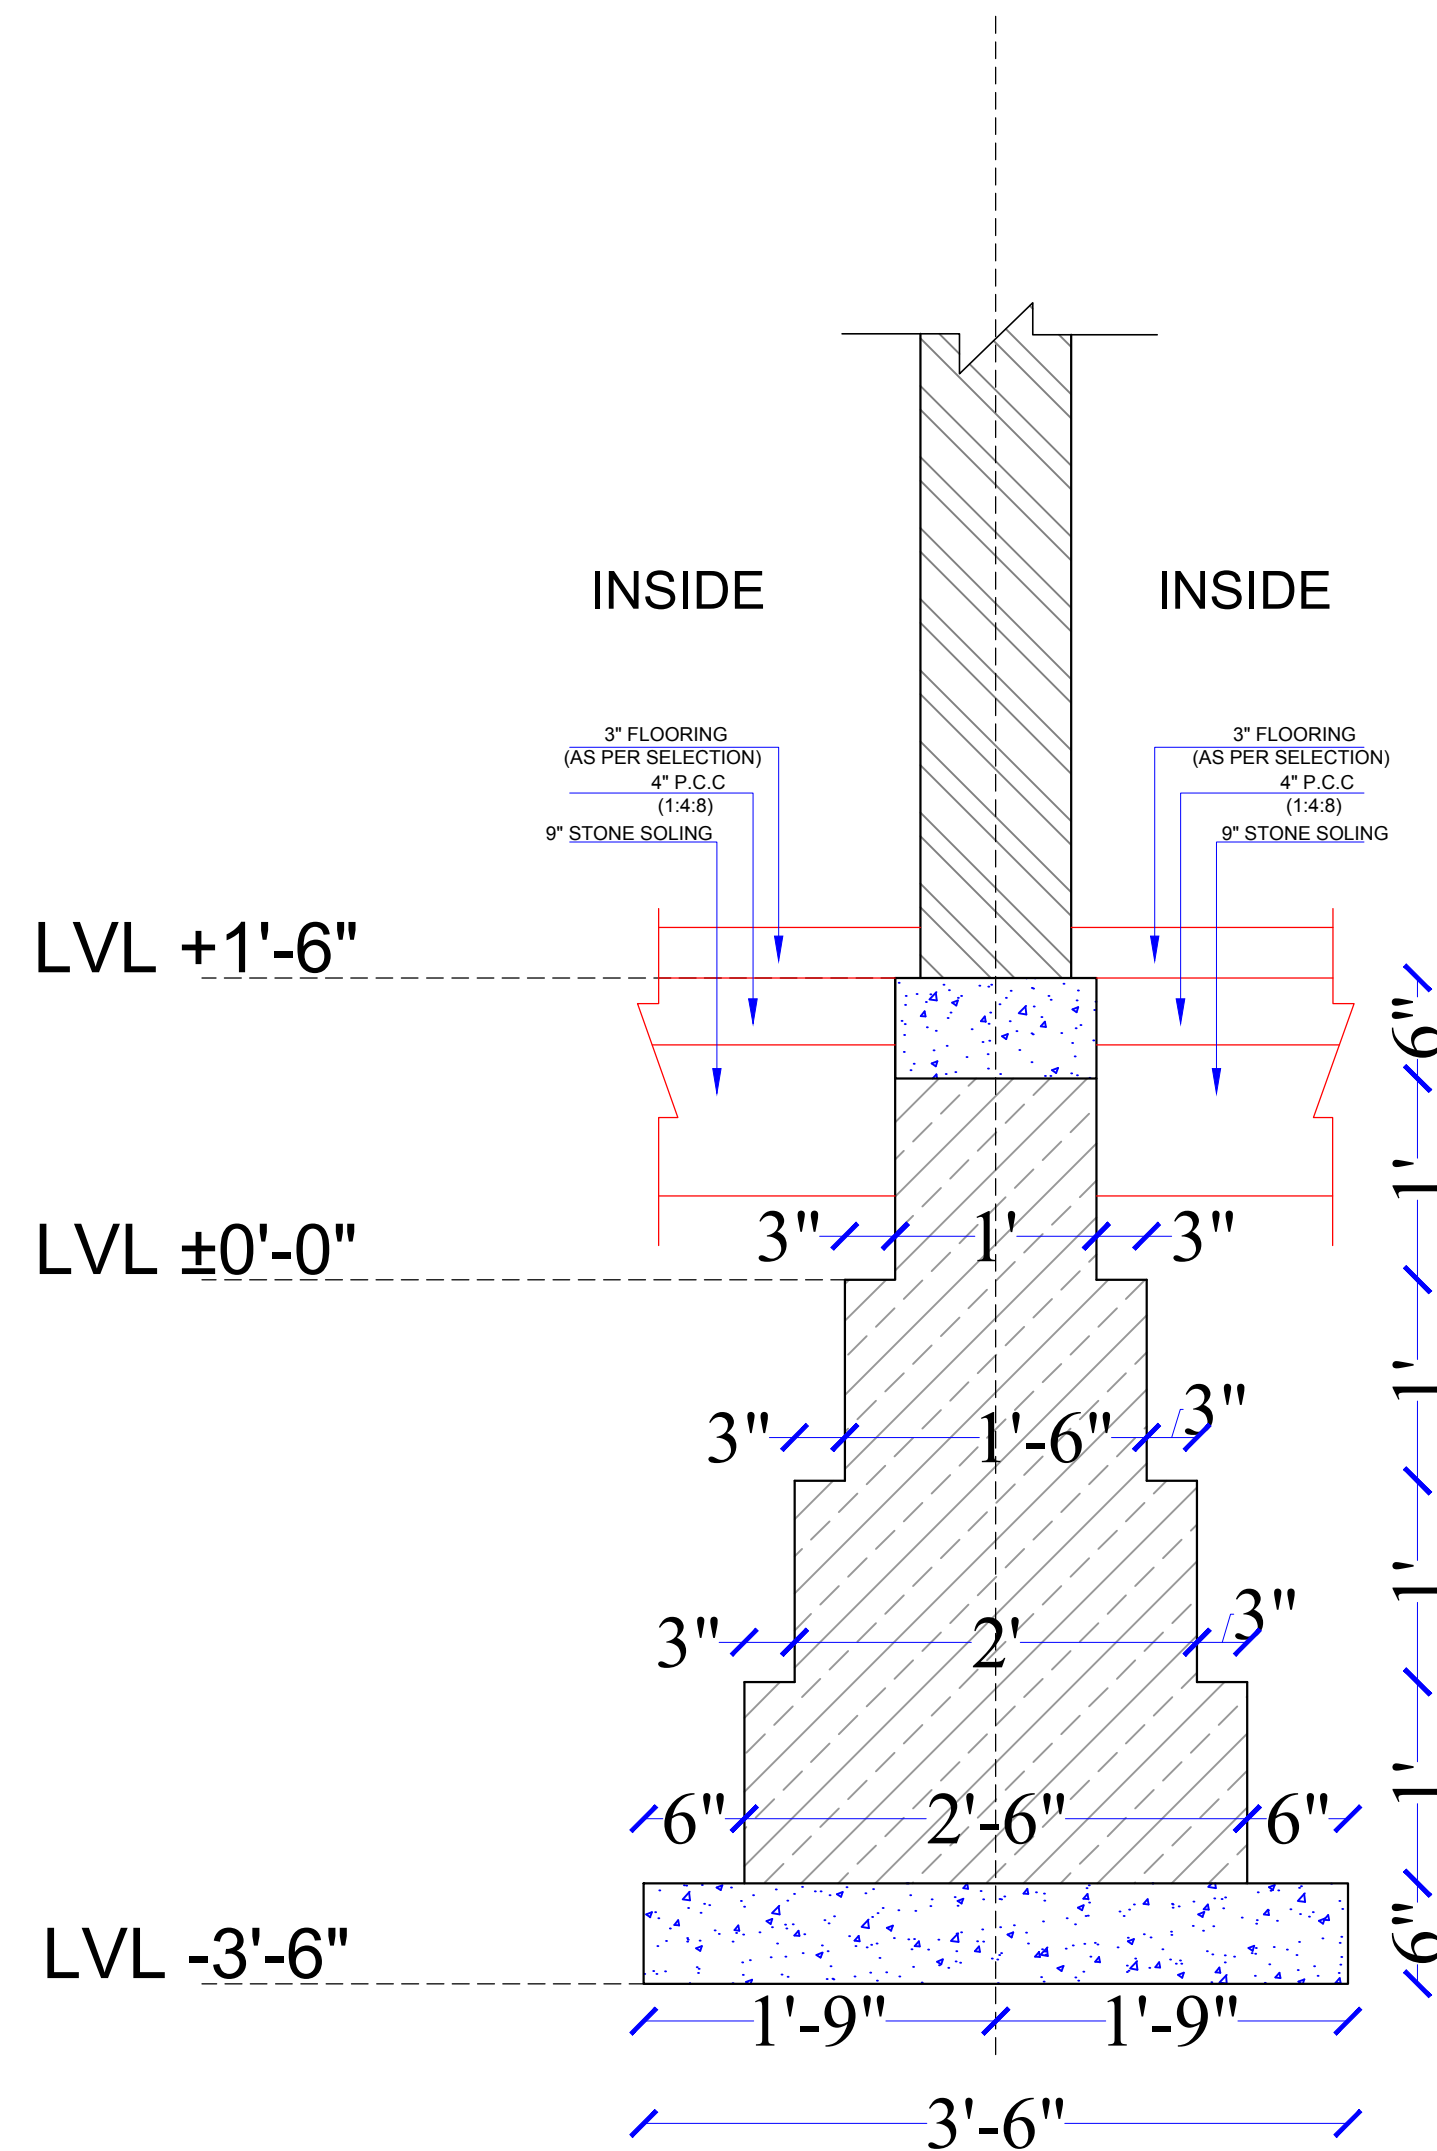 INSIDE
INSIDE
3" FLOORING
(AS PER SELECTION)
4" P.C.C
(1:4:8)
9" STONE SOLING
3" FLOORING
(AS PER SELECTION)
4" P.C.C
(1:4:8)
9" STONE SOLING
LVL +1'-6"
6"
1'
LVL ±0'-0"
3" 1' 3"
1'
3" 1'-6" 3"
1'
3" 2' 3"
1'
6" 2'-6" 6"
6"
LVL -3'-6"
1'-9" 1'-9"
3'-6"